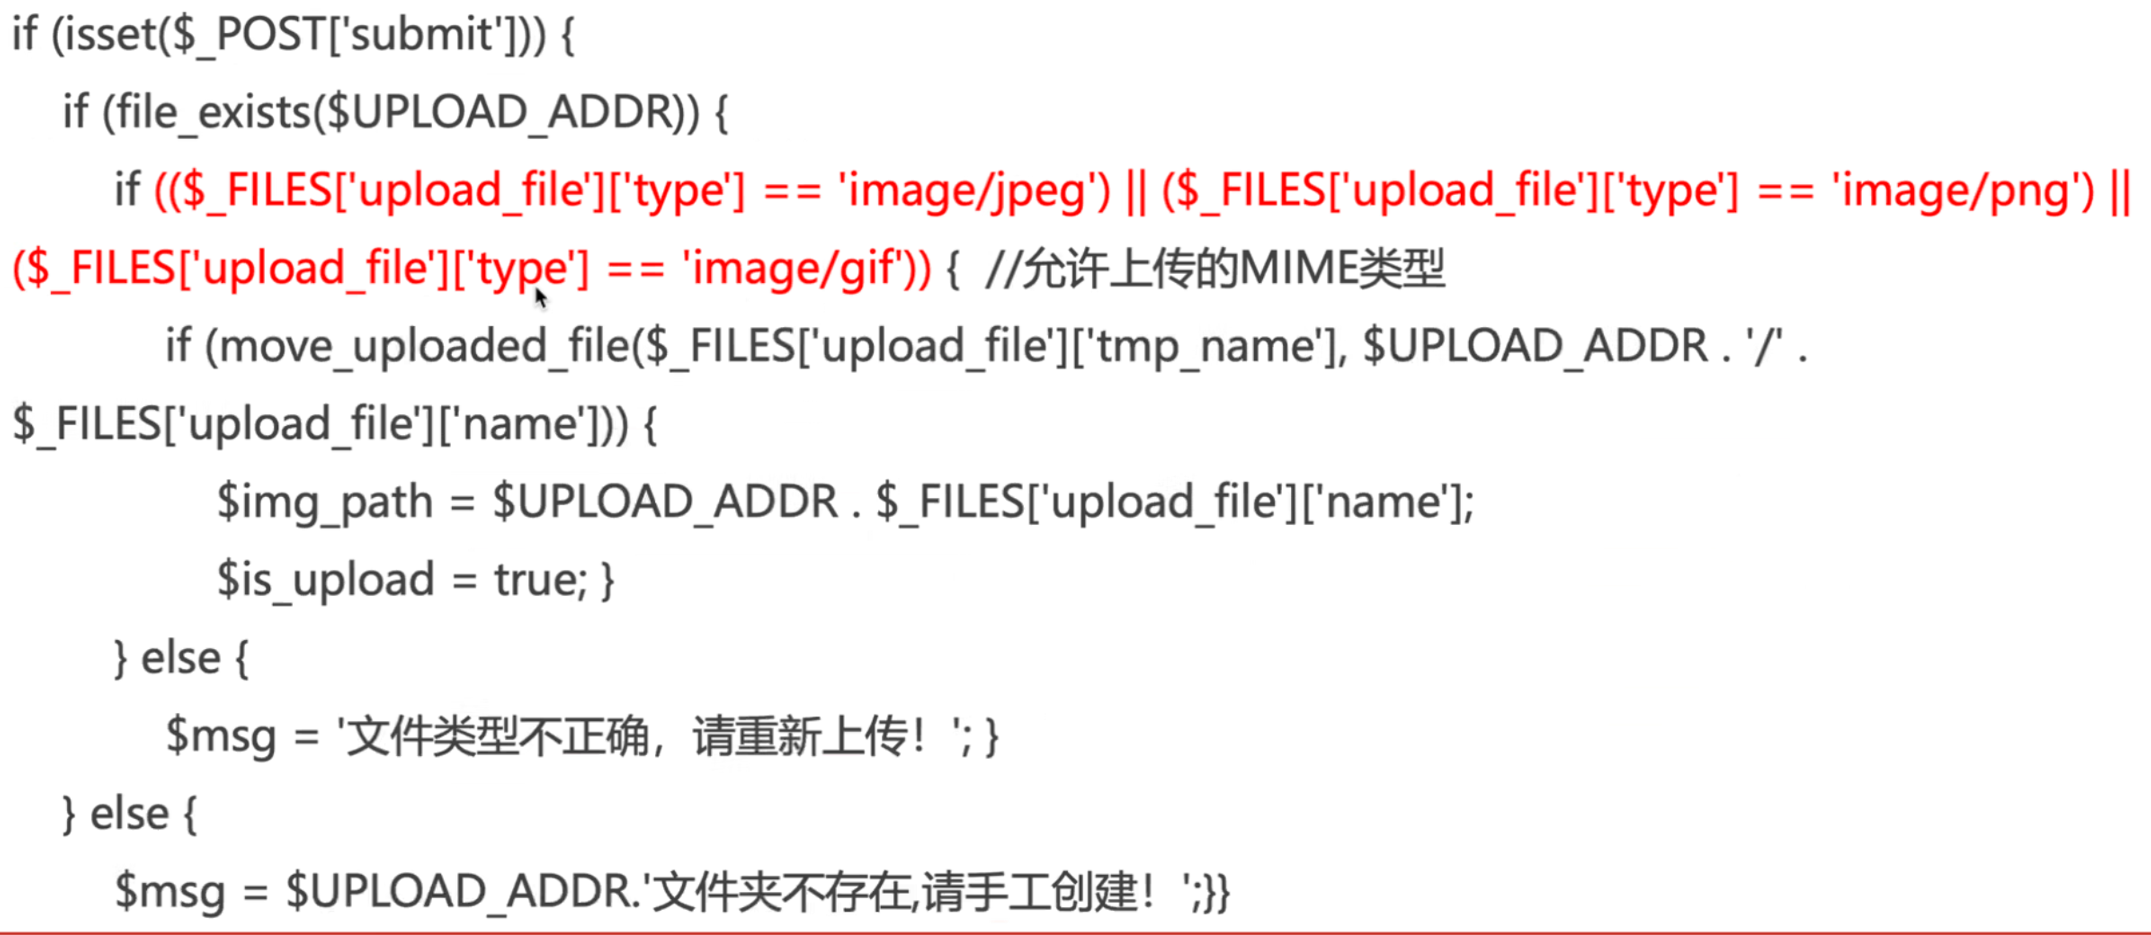 if (isset($_POST['submit'])) {
if (file_exists($UPLOAD_ADDR)) {
if (($_FILES['upload_file']['type'] == 'image/jpeg') || ($_FILES['upload_file']['type'] == 'image/png') ||
($_FILES['upload_file']['type'] == 'image/gif')) {  //允许上传的MIME类型
if (move_uploaded_file($_FILES['upload_file']['tmp_name'], $UPLOAD_ADDR . '/' .
$_FILES['upload_file']['name'])) {
$img_path = $UPLOAD_ADDR . $_FILES['upload_file']['name'];
$is_upload = true; }
} else {
$msg = '文件类型不正确，请重新上传！'; }
} else {
$msg = $UPLOAD_ADDR.'文件夹不存在,请手工创建！';}}